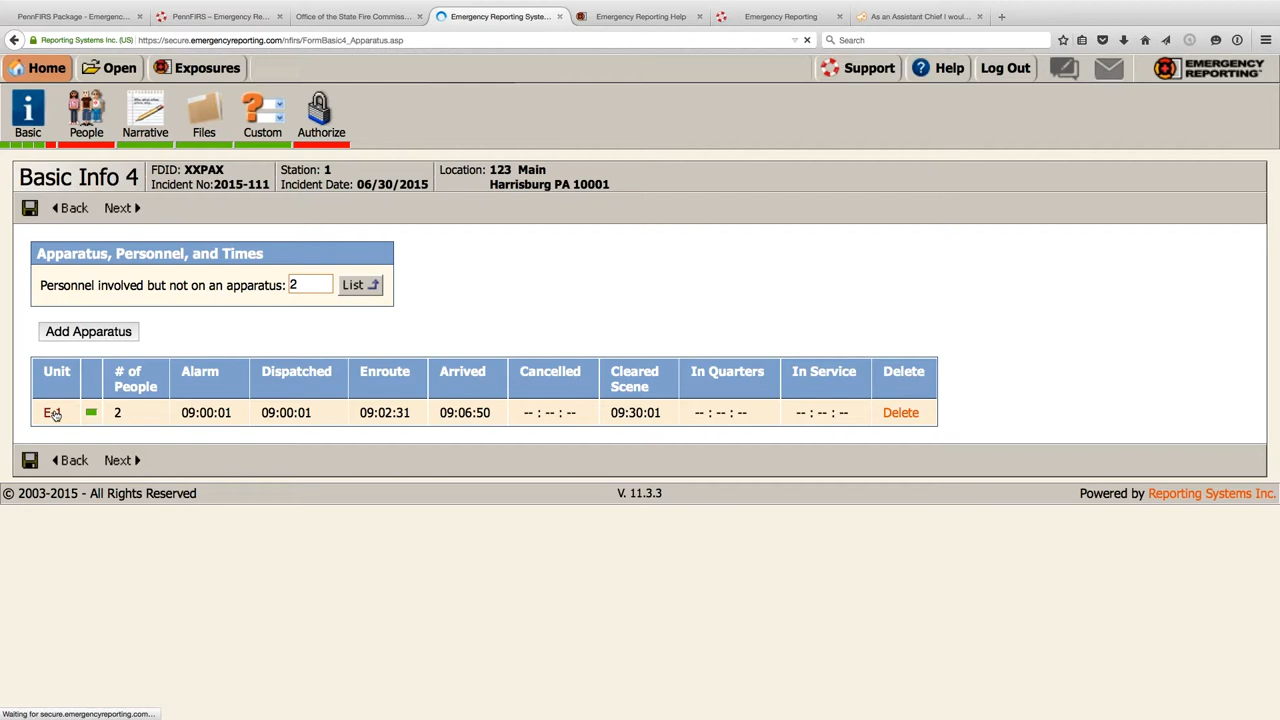 PennFIRS Package - Emergenc... × PennFIRS – Emergency Re... × Office of the State Fire Commiss... × Emergency Reporting Syste... × Emergency Reporting Help × Emergency Reporting × As an Assistant Chief I woul... × +
Reporting Systems Inc. (US) https://secure.emergencyreporting.com/nfirs/FormBasic4_Apparatus.asp Search
Home Open Exposures Support Help Log Out EMERGENCY REPORTING™
Basic People Narrative Files Custom Authorize
Basic Info 4
FDID: XXPAX
Incident No:2015-111
Station: 1
Incident Date: 06/30/2015
Location: 123 Main
Harrisburg PA 10001
Back Next
Apparatus, Personnel, and Times
Personnel involved but not on an apparatus: 2 List
Add Apparatus
Unit # of People Alarm Dispatched Enroute Arrived Cancelled Cleared Scene In Quarters In Service Delete
2 09:00:01 09:00:01 09:02:31 09:06:50 -- : -- : -- 09:30:01 -- : -- : -- -- : -- : -- Delete
Back Next
© 2003-2015 - All Rights Reserved V. 11.3.3 Powered by Reporting Systems Inc.
Waiting for secure.emergencyreporting.com...